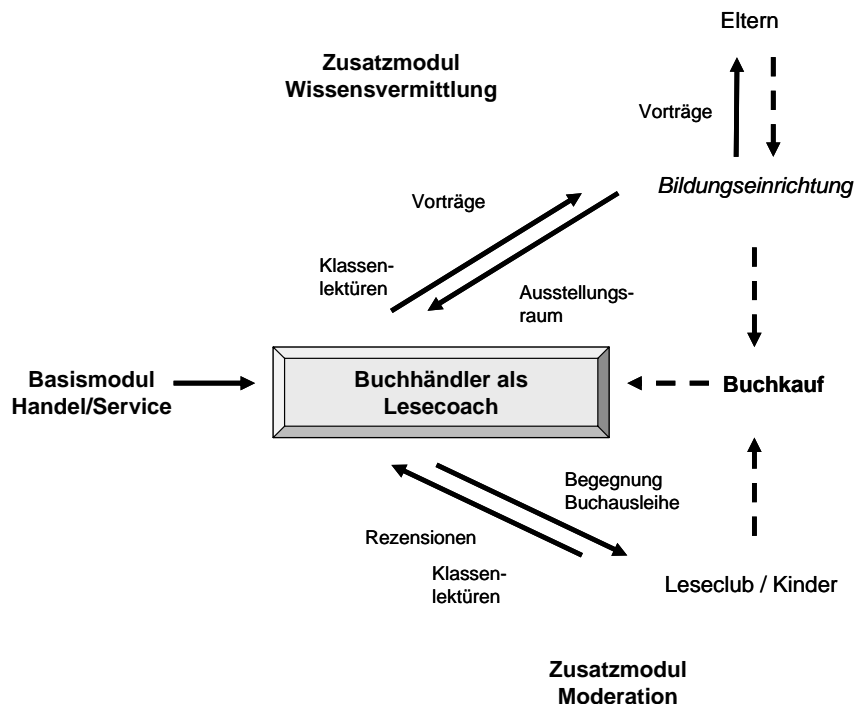 Eltern
Zusatzmodul
Wissensvermittlung
Vorträge
Bildungseinrichtung
Vorträge
Klassen-
lektüren
Ausstellungs-
raum
Basismodul
Handel/Service
Buchhändler als
Lesecoach
Buchkauf
Begegnung
Buchausleihe
Rezensionen
Klassen-
lektüren
Leseclub / Kinder
Zusatzmodul
Moderation